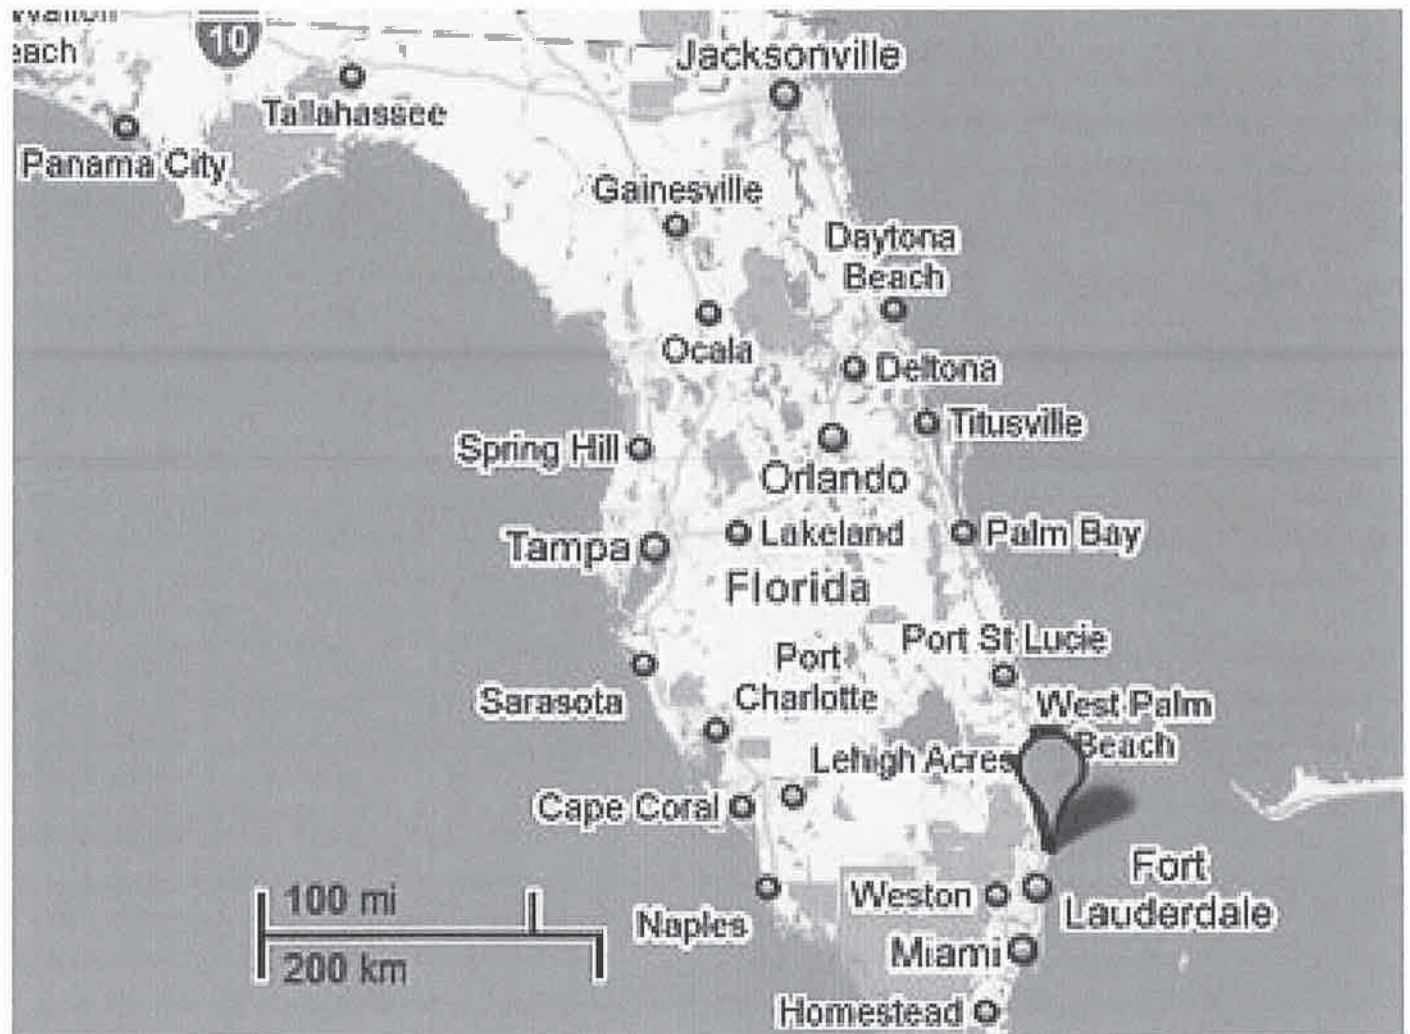 each
10
Jacksonville
Tallahassee
Panama City
Gainesville
Daytona
Beach
Ocala
Deltona
Titusville
Spring Hill
Orlando
Tampa
Lakeland
Palm Bay
Florida
Port St Lucie
Port
Charlotte
Sarasota
West Palm
Beach
Lehigh Acres
Cape Coral
Fort
Lauderdale
Weston
Naples
100 mi
200 km
Miami
Homestead